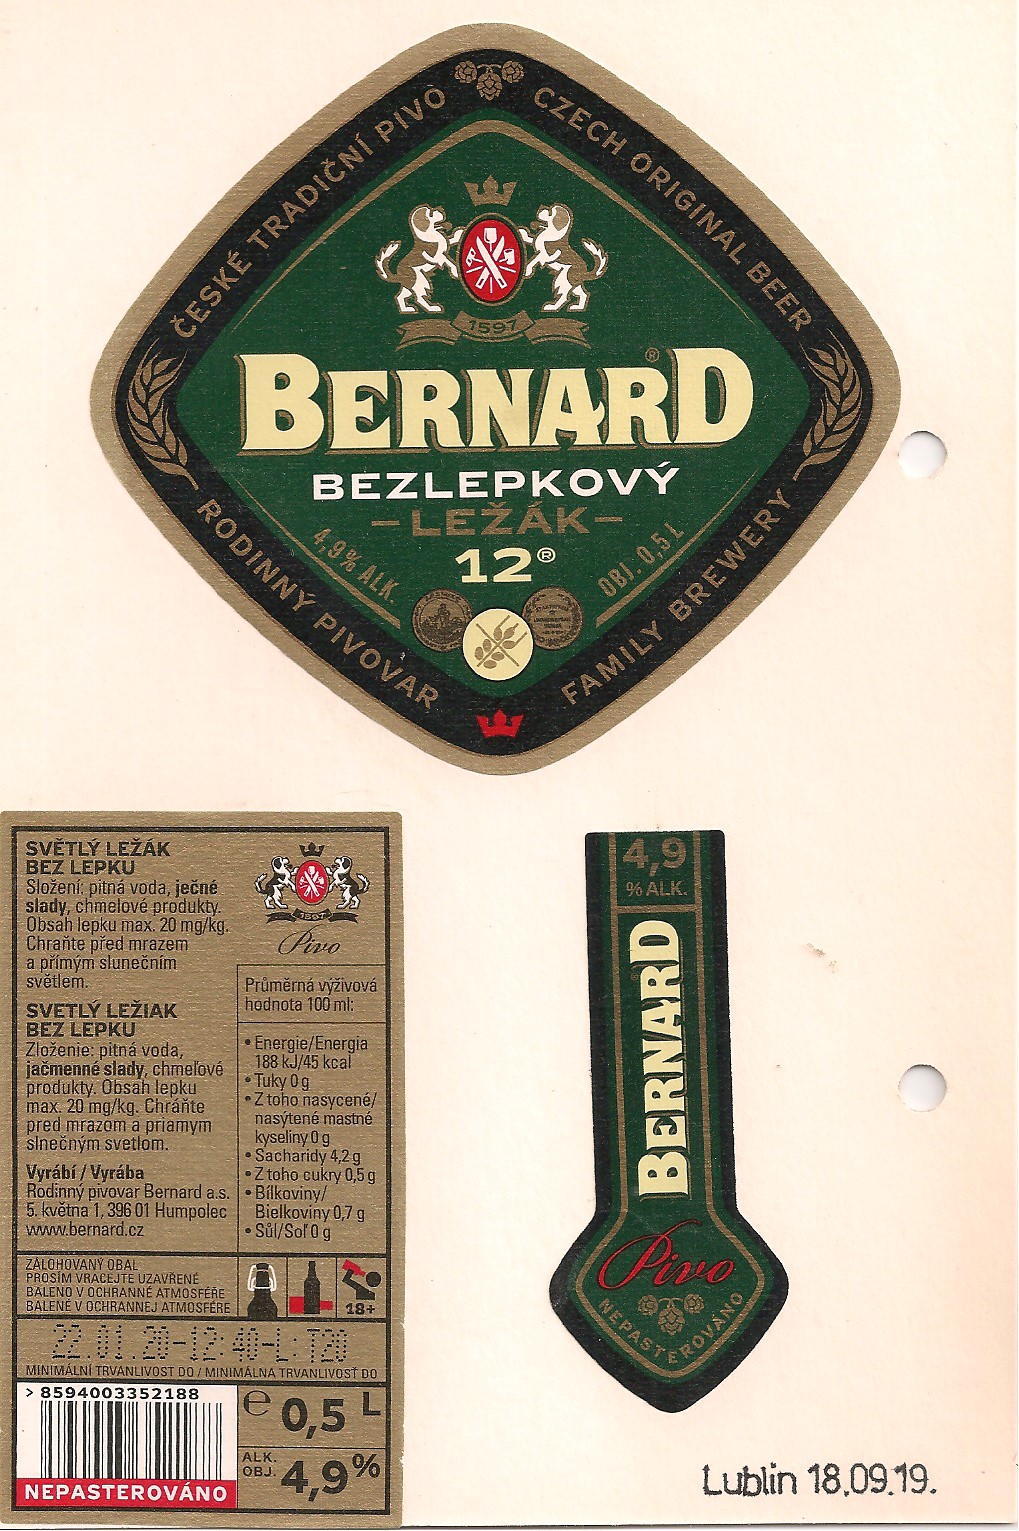 ČESKÉ TRADIČNÍ PIVO
CZECH ORIGINAL BEER
1597
BERNARD®
BEZLEPKOVÝ
–LEŽÁK–
12®
4,9% ALK.
OBJ. 0,5 L
RODINNÝ PIVOVAR
FAMILY BREWERY
SVĚTLÝ LEŽÁK
BEZ LEPKU
Složení: pitná voda, ječné
slady, chmelové produkty.
Obsah lepku max. 20 mg/kg.
Chraňte před mrazem
a přímým slunečním
světlem.
SVETLÝ LEŽIAK
BEZ LEPKU
Zloženie: pitná voda,
jačmenné slady, chmeľové
produkty. Obsah lepku
max. 20 mg/kg. Chráňte
pred mrazom a priamym
slnečným svetlom.
Vyrábí / Vyrába
Rodinný pivovar Bernard a.s.
5. května 1, 396 01 Humpolec
www.bernard.cz
1597
Pivo
Průměrná výživová
hodnota 100 ml:
• Energie/Energia
188 kJ/45 kcal
• Tuky 0 g
• Z toho nasycené/
nasýtené mastné
kyseliny 0 g
• Sacharidy 4,2 g
• Z toho cukry 0,5 g
• Bílkoviny/
Bielkoviny 0,7 g
• Sůl/Soľ 0 g
ZÁLOHOVANÝ OBAL
PROSÍM VRACEJTE UZAVŘENÉ
BALENO V OCHRANNÉ ATMOSFÉŘE
BALENÉ V OCHRANNEJ ATMOSFÉRE
18+
22.01.20-12:40-L:T20
MINIMÁLNÍ TRVANLIVOST DO / MINIMÁLNA TRVANLIVOSŤ DO
> 8594003352188
NEPASTEROVÁNO
e 0,5 L
ALK.
OBJ. 4,9%
4,9
% ALK.
BERNARD
Pivo
NEPASTEROVÁNO
Lublin 18.09.19.